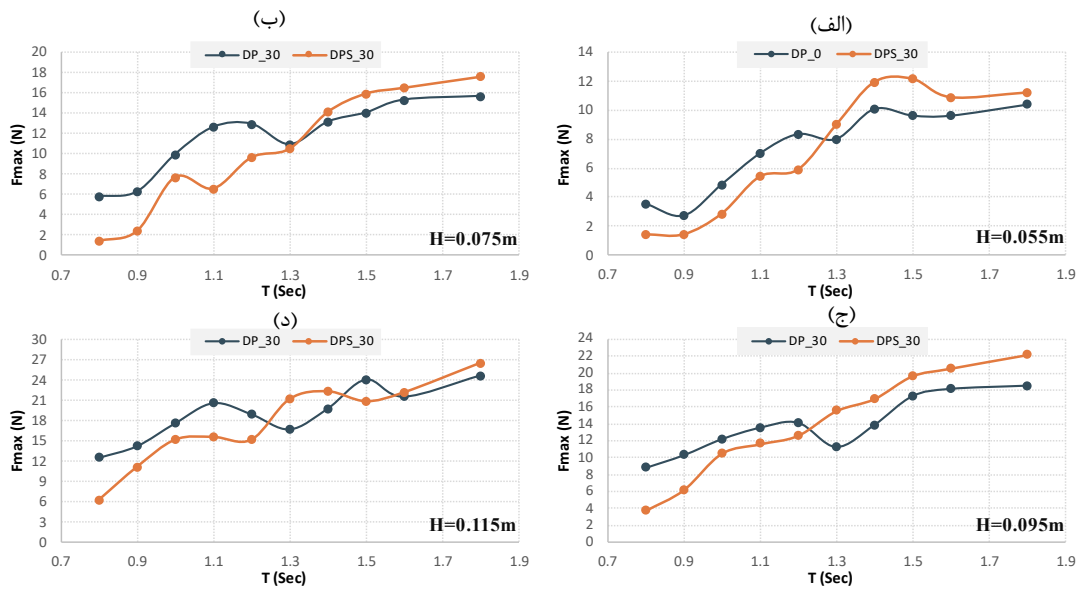 (ب)
DP_30 DPS_30
Fmax (N)
20
18
16
14
12
10
8
6
4
2
0
H=0.075m
0.7 0.9 1.1 1.3 1.5 1.7 1.9
T (Sec)
(الف)
DP_0 DPS_30
Fmax (N)
14
12
10
8
6
4
2
0
H=0.055m
0.7 0.9 1.1 1.3 1.5 1.7 1.9
T (Sec)
(د)
DP_30 DPS_30
Fmax (N)
30
27
24
21
18
15
12
9
6
3
0
H=0.115m
0.7 0.9 1.1 1.3 1.5 1.7 1.9
T (Sec)
(ج)
DP_30 DPS_30
Fmax (N)
24
22
20
18
16
14
12
10
8
6
4
2
0
H=0.095m
0.7 0.9 1.1 1.3 1.5 1.7 1.9
T (Sec)